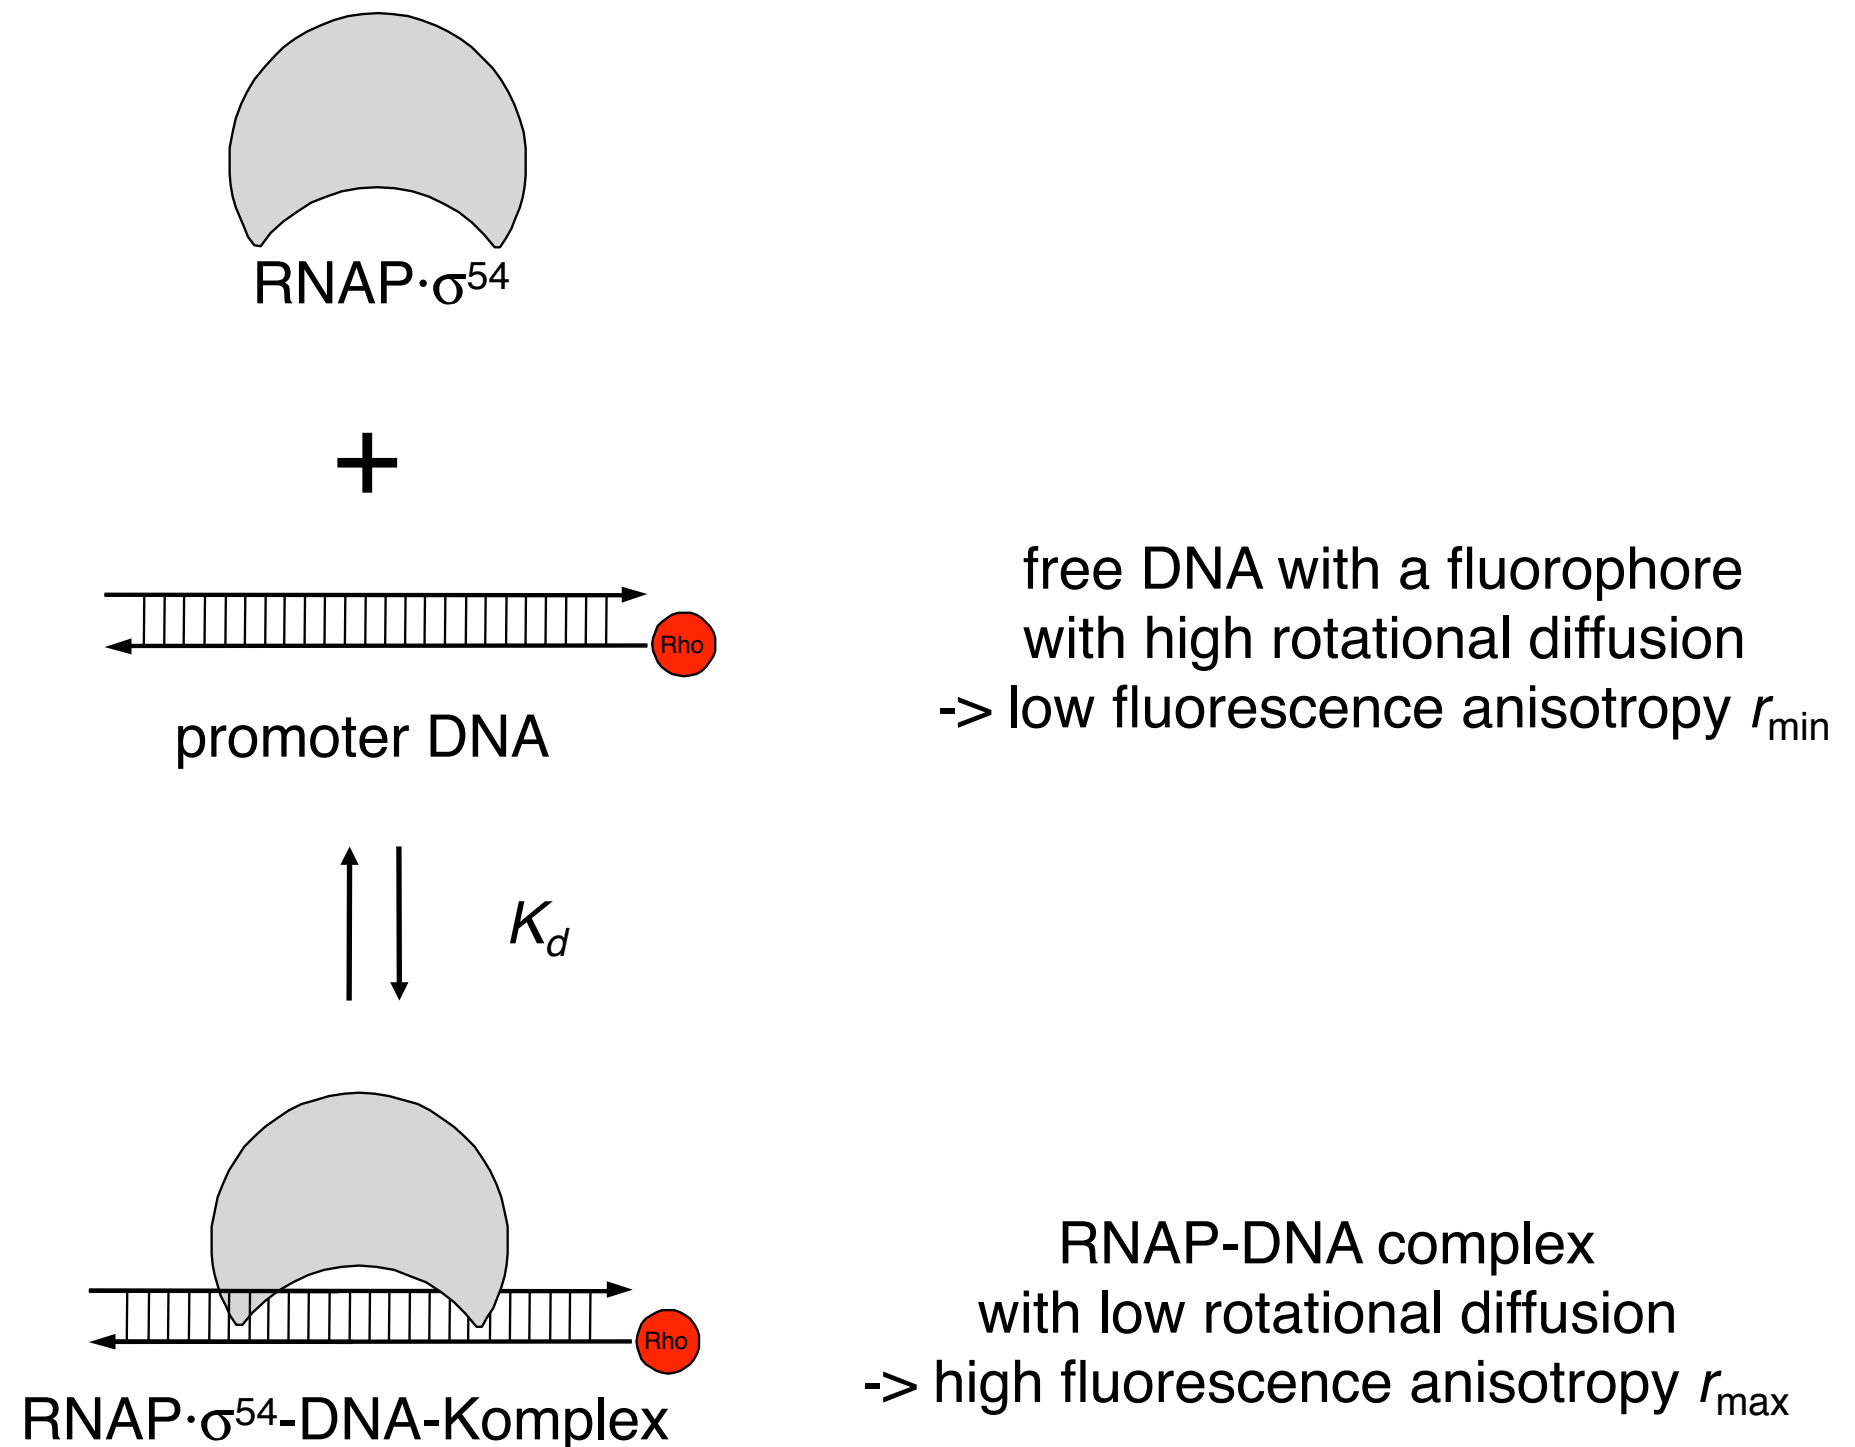 RNAP·σ54
+
free DNA with a fluorophore
with high rotational diffusion
-> low fluorescence anisotropy rmin
Rho
promoter DNA
Kd
RNAP-DNA complex
with low rotational diffusion
-> high fluorescence anisotropy rmax
Rho
RNAP·σ54-DNA-Komplex